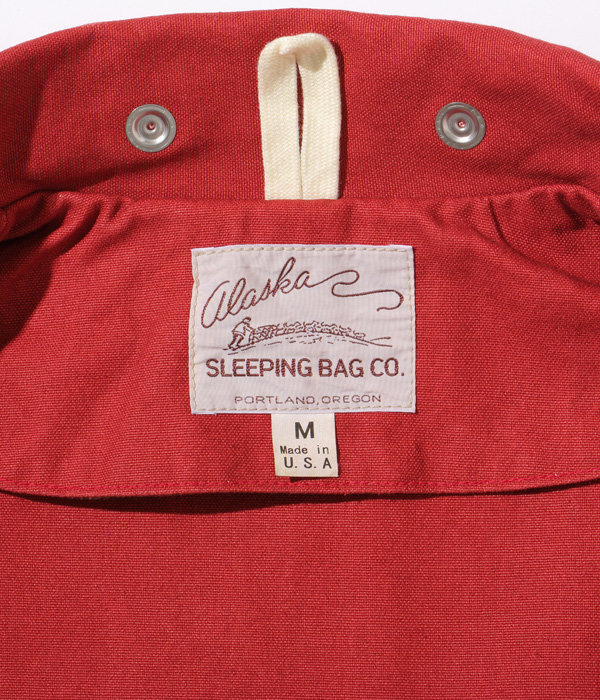 Alaska
SLEEPING BAG CO.
PORTLAND, OREGON
M
Made in
U.S.A